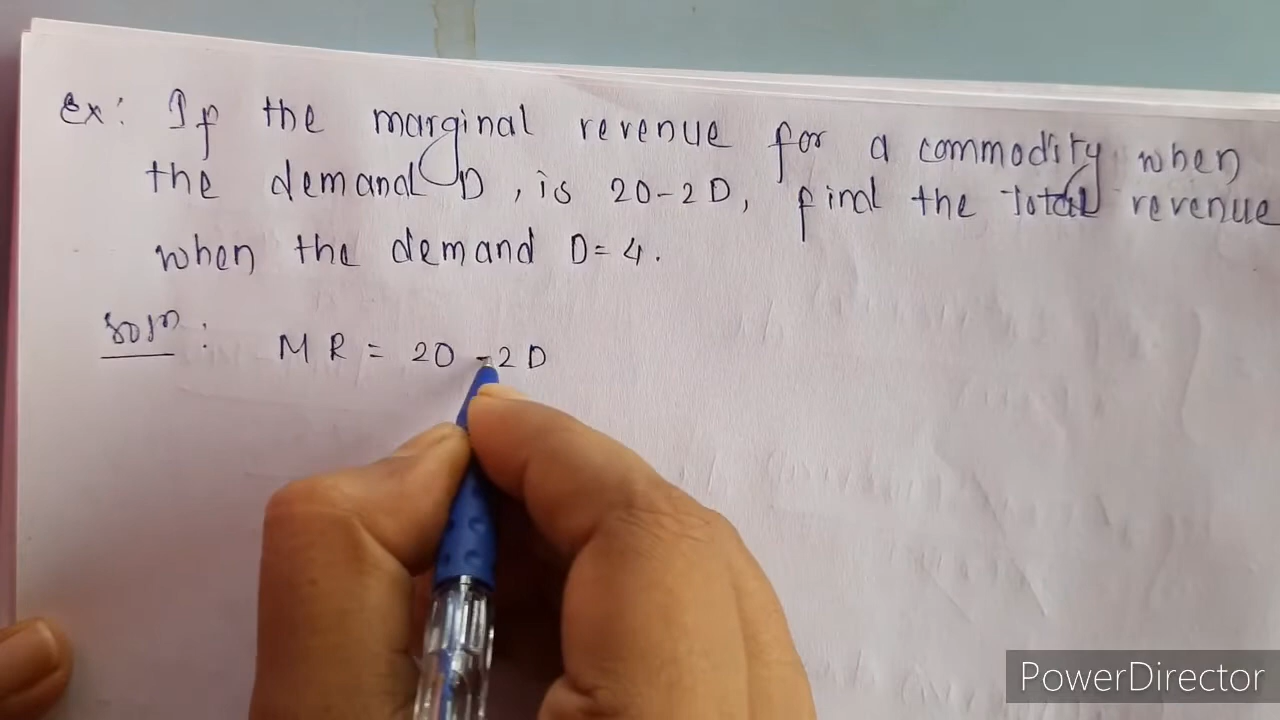 Ex: If the marginal revenue for a commodity when
the demand D, is 20-2D, find the Total revenue
when the demand D=4.
Soln: MR = 20-2D
PowerDirector